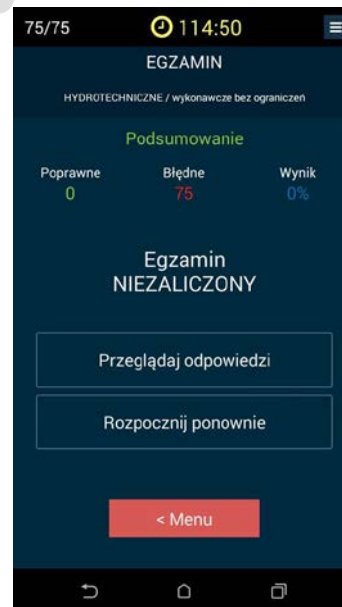 75/75
114:50
EGZAMIN
HYDROTECHNICZNE / wykonawcze bez ograniczeń
Podsumowanie
Poprawne Błędne Wynik
0 75 0%
Egzamin
NIEZALICZONY
Przeglądaj odpowiedzi
Rozpocznij ponownie
< Menu